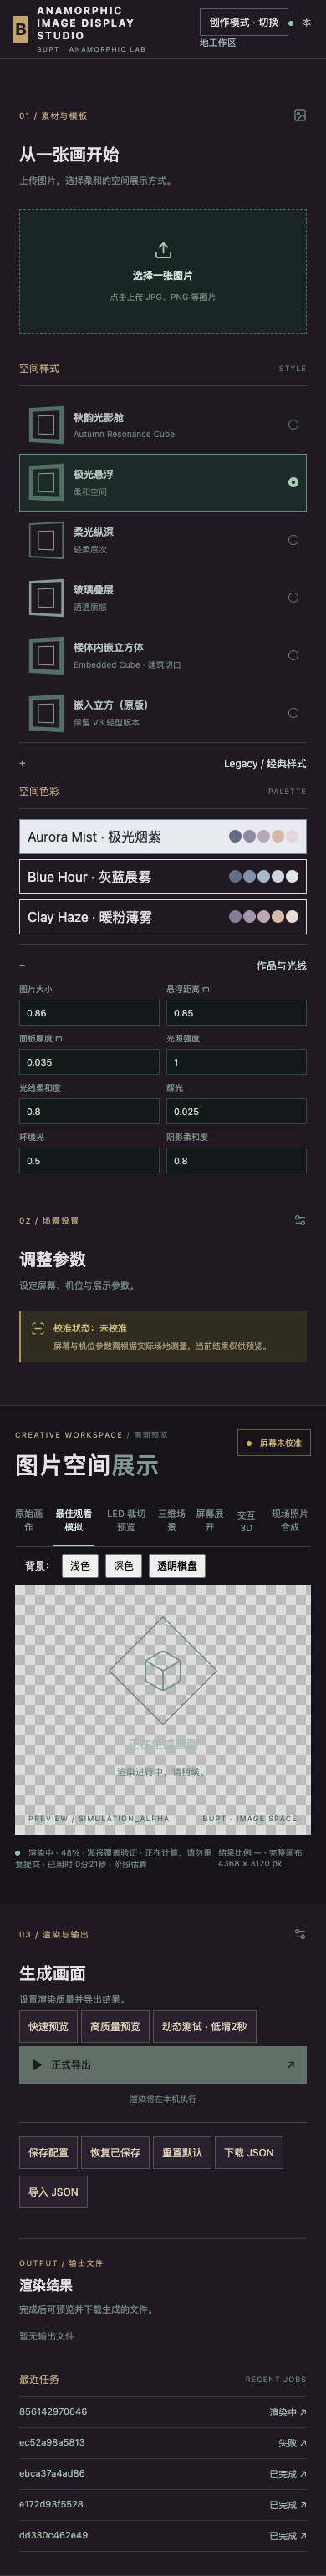 B
ANAMORPHIC
IMAGE DISPLAY
STUDIO
BUPT · ANAMORPHIC LAB
创作模式 · 切换
本
地工作区
01 / 素材与模板
从一张画开始
上传图片，选择柔和的空间展示方式。
选择一张图片
点击上传 JPG、PNG 等图片
空间样式
STYLE
秋韵光影舱
Autumn Resonance Cube
极光悬浮
柔和空间
柔光纵深
轻柔层次
玻璃叠层
通透质感
楼体内嵌立方体
Embedded Cube · 建筑切口
嵌入立方（原版）
保留 V3 轻型版本
+
Legacy / 经典样式
空间色彩
PALETTE
Aurora Mist · 极光烟紫
Blue Hour · 灰蓝晨雾
Clay Haze · 暖粉薄雾
−
作品与光线
图片大小
悬浮距离 m
0.86
0.85
面板厚度 m
光照强度
0.035
1
光线柔和度
辉光
0.8
0.025
环境光
阴影柔和度
0.5
0.8
02 / 场景设置
调整参数
设定屏幕、机位与展示参数。
校准状态：未校准
屏幕与机位参数需根据实际场地测量，当前结果仅供预览。
CREATIVE WORKSPACE / 画面预览
图片空间展示
屏幕未校准
原始画
作
最佳观看
模拟
LED 裁切
预览
三维场
景
屏幕展
开
交互
3D
现场照片
合成
背景：
浅色
深色
透明棋盘
渲染进行中，请稍候。
PREVIEW / SIMULATION_ALPHA
BUPT · IMAGE SPACE
渲染中 · 48% · 海报覆盖验证 · 正在计算，请勿重
复提交 · 已用时 0分21秒 · 阶段估算
结果比例 — · 完整画布
4368 × 3120 px
03 / 渲染与输出
生成画面
设置渲染质量并导出结果。
快速预览
高质量预览
动态测试 · 低清2秒
正式导出
渲染将在本机执行
保存配置
恢复已保存
重置默认
下载 JSON
导入 JSON
OUTPUT / 输出文件
渲染结果
完成后可预览并下载生成的文件。
暂无输出文件
最近任务
RECENT JOBS
856142970646
渲染中 ↗
ec52a98a5813
失败 ↗
ebca37a4ad86
已完成 ↗
e172d93f5528
已完成 ↗
dd330c462e49
已完成 ↗